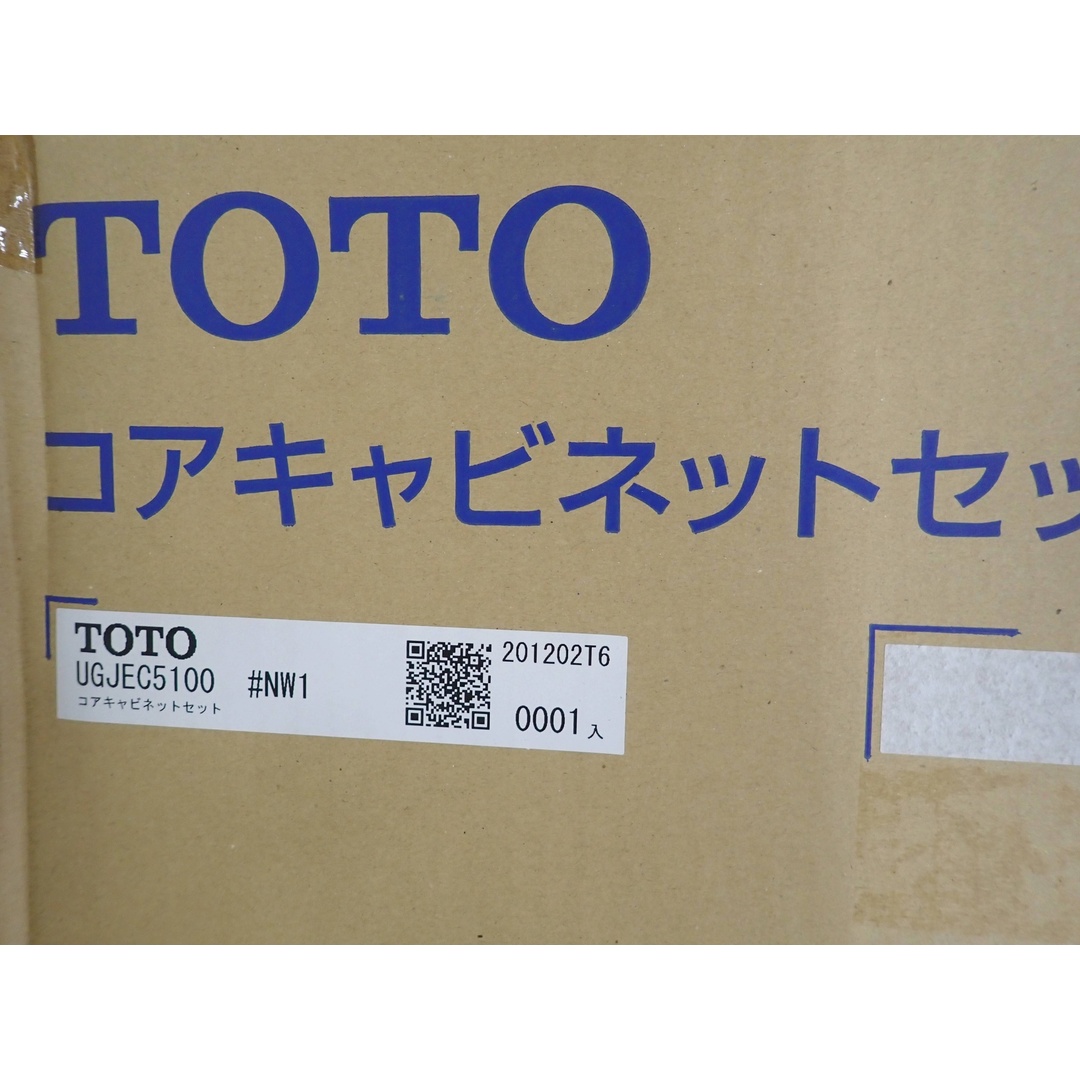 TOTO
コアキャビネットセッ
TOTO
UGJEC5100 #NW1
コアキャビネットセット
201202T6
0001入